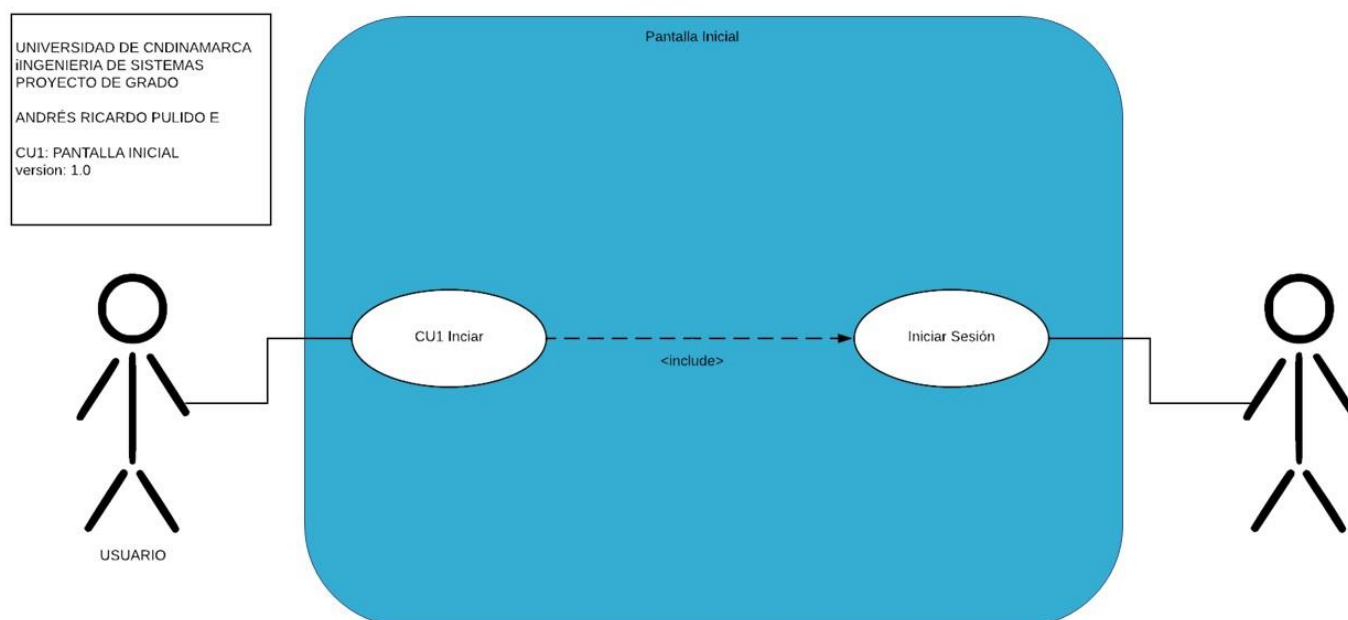 UNIVERSIDAD DE CNDINAMARCA
iINGENIERIA DE SISTEMAS
PROYECTO DE GRADO
ANDRÉS RICARDO PULIDO E
CU1: PANTALLA INICIAL
version: 1.0
Pantalla Inicial
CU1 Inciar
<include>
Iniciar Sesión
USUARIO